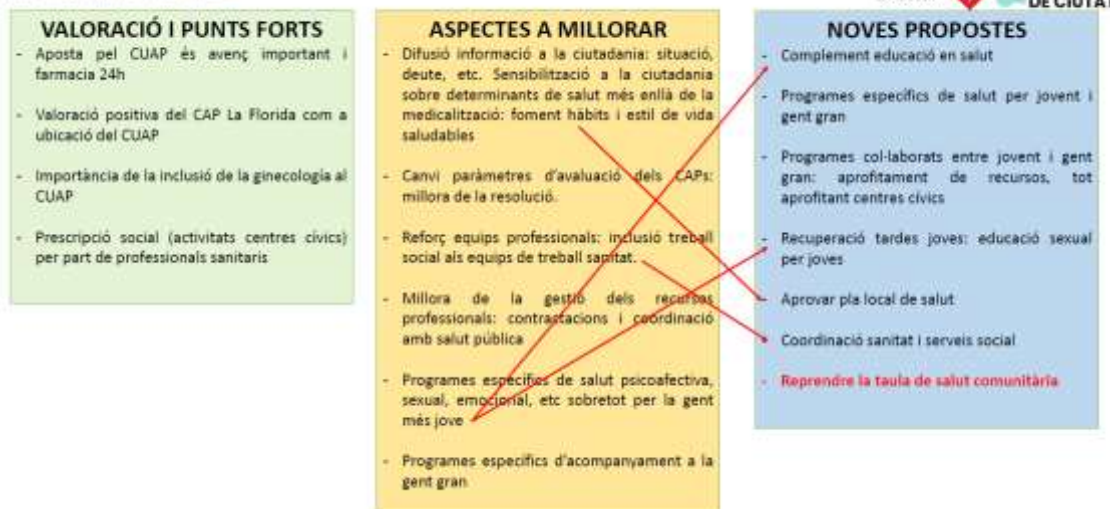 DE CIUTAT
VALORACIÓ I PUNTS FORTS
- Aposta pel CUAP és avenç important i
farmacia 24h
- Valoració positiva del CAP La Florida com a
ubicació del CUAP
- Importància de la inclusió de la ginecología al
CUAP
- Prescripció social (activitats centres cívics)
per part de professionals sanitaris
ASPECTES A MILLORAR
- Difusió informació a la ciutadania: situació,
deute, etc. Sensibilització a la ciutadania
sobre determinants de salut més enllà de la
medicalització: foment hàbits i estil de vida
saludables
- Canvi paràmetres d'avaluació dels CAPs:
millora de la resolució.
- Reforç equips professionals: inclusió treball
social als equips de treball sanitat.
- Millora de la gestió dels recursos
professionals: contractacions i coordinació
amb salut pública
- Programes específics de salut psicoafectiva,
sexual, emocional, etc sobretot per la gent
més jove
- Programes específics d'acompanyament a la
gent gran
NOVES PROPOSTES
- Complement educació en salut
- Programes específics de salut per jovent i
gent gran
- Programes col·laborats entre jovent i gent
gran: aprofitament de recursos, tot
aprofitant centres cívics
- Recuperació tardes joves: educació sexual
per joves
- Aprovar pla local de salut
- Coordinació sanitat i serveis social
- Reprendre la taula de salut comunitària